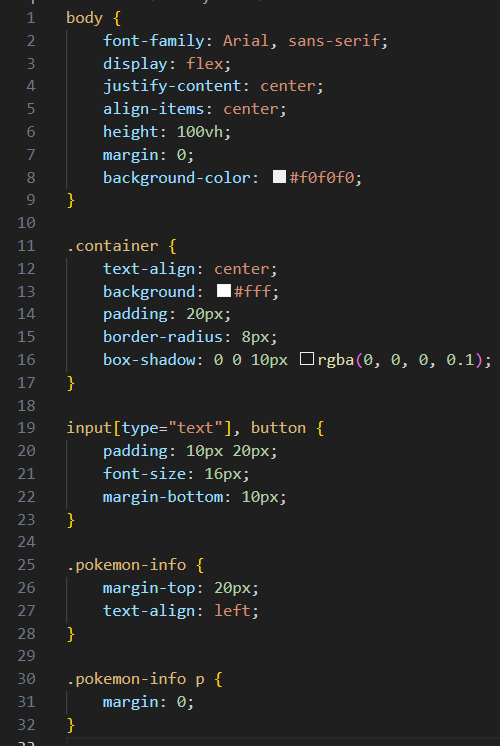 1 body {
2     font-family: Arial, sans-serif;
3     display: flex;
4     justify-content: center;
5     align-items: center;
6     height: 100vh;
7     margin: 0;
8     background-color: #f0f0f0;
9 }
10
11 .container {
12     text-align: center;
13     background: #fff;
14     padding: 20px;
15     border-radius: 8px;
16     box-shadow: 0 0 10px rgba(0, 0, 0, 0.1);
17 }
18
19 input[type="text"], button {
20     padding: 10px 20px;
21     font-size: 16px;
22     margin-bottom: 10px;
23 }
24
25 .pokemon-info {
26     margin-top: 20px;
27     text-align: left;
28 }
29
30 .pokemon-info p {
31     margin: 0;
32 }
33